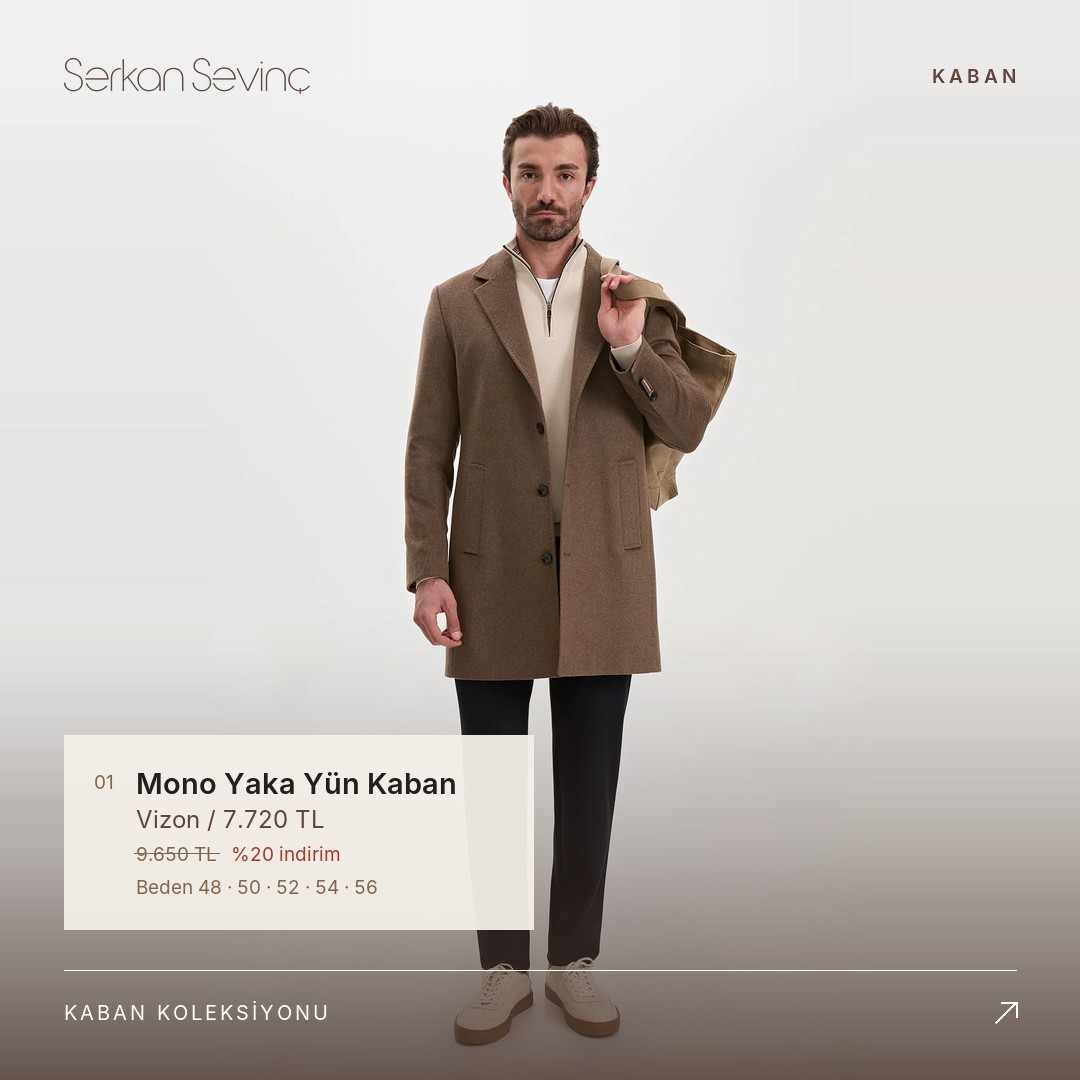 Serkan Sevinç
KABAN
01 Mono Yaka Yün Kaban
Vizon / 7.720 TL
9.650 TL %20 indirim
Beden 48 · 50 · 52 · 54 · 56
KABAN KOLEKSİYONU